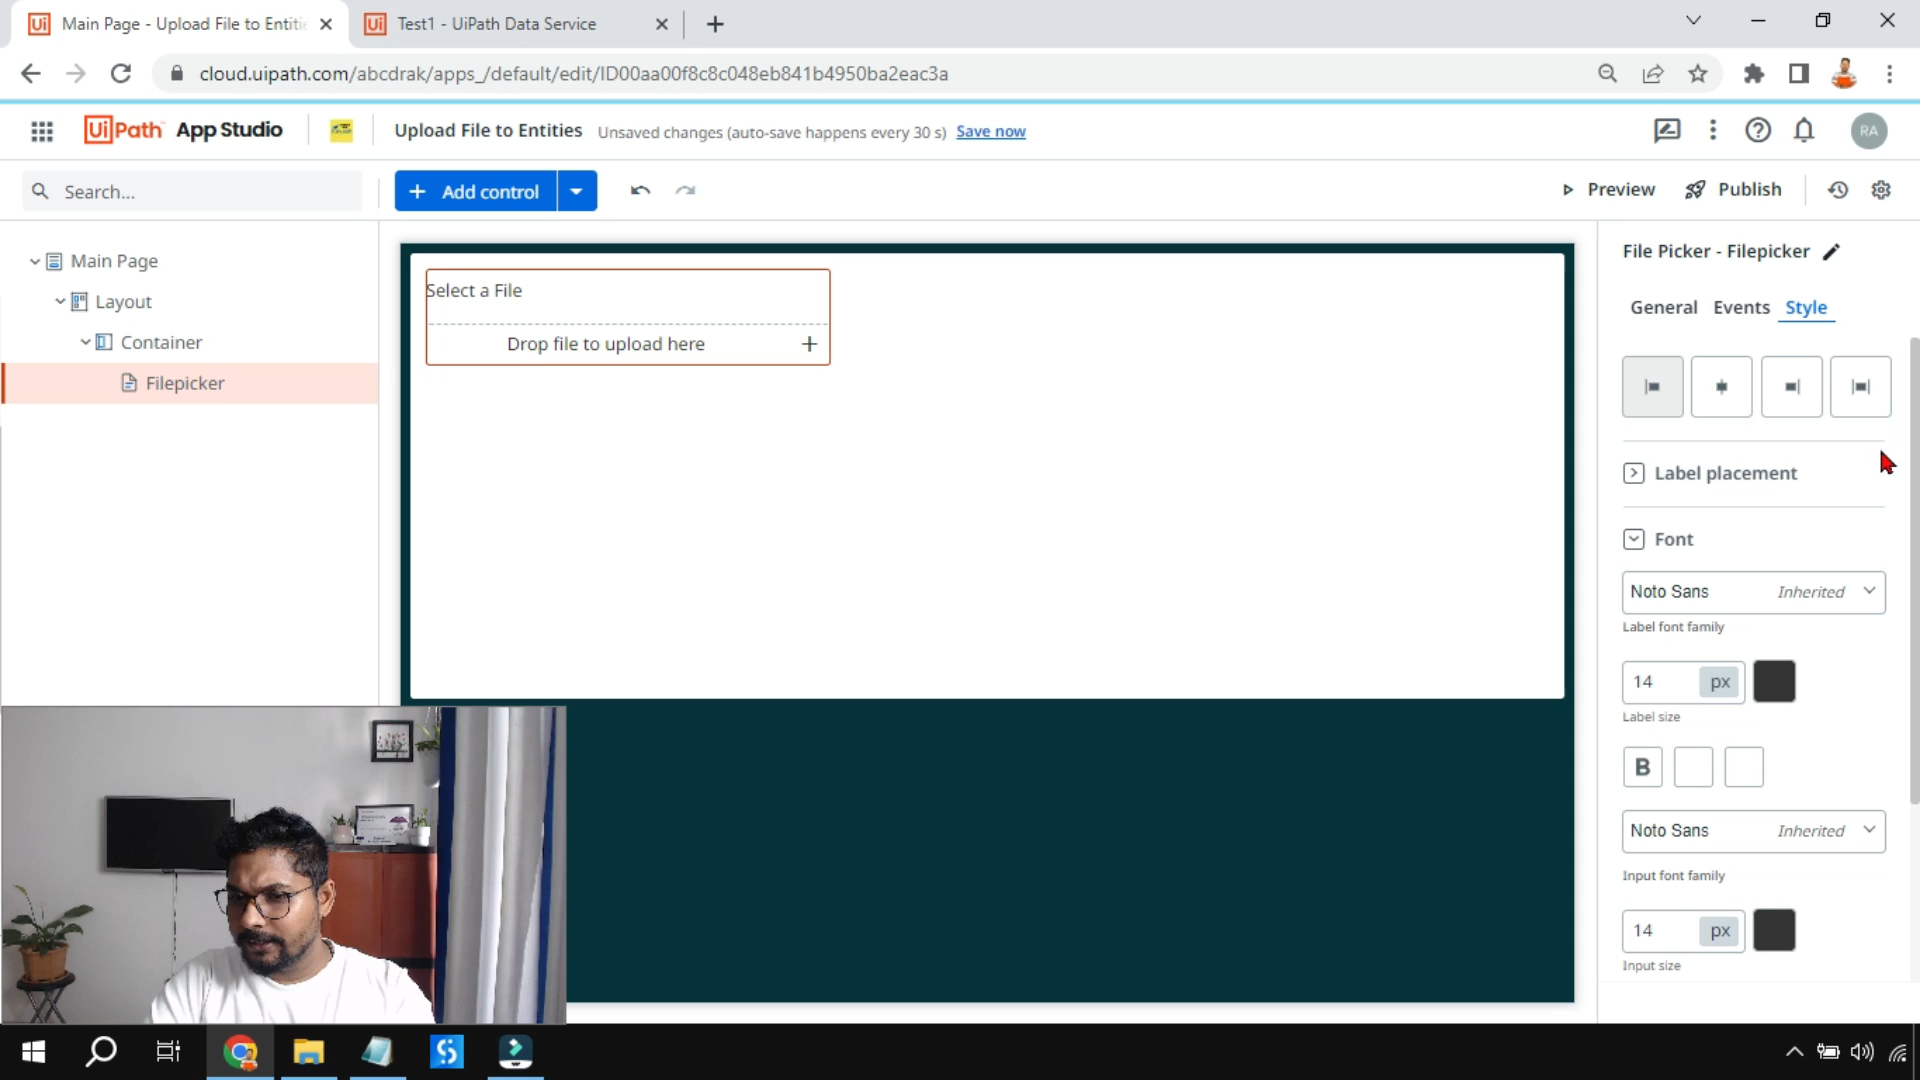 Main Page - Upload File to Entitie
Test1 - UiPath Data Service
cloud.uipath.com/abcdrak/apps_/default/edit/ID00aa00f8c8c048eb841b4950ba2eac3a
UiPath App Studio
Upload File to Entities
Unsaved changes (auto-save happens every 30 s) Save now
RA
Search...
Add control
Preview
Publish
Main Page
Layout
Container
Filepicker
Select a File
Drop file to upload here
File Picker - Filepicker
General Events Style
Label placement
Font
Noto Sans Inherited
Label font family
14 px
Label size
B
Noto Sans Inherited
Input font family
14 px
Input size